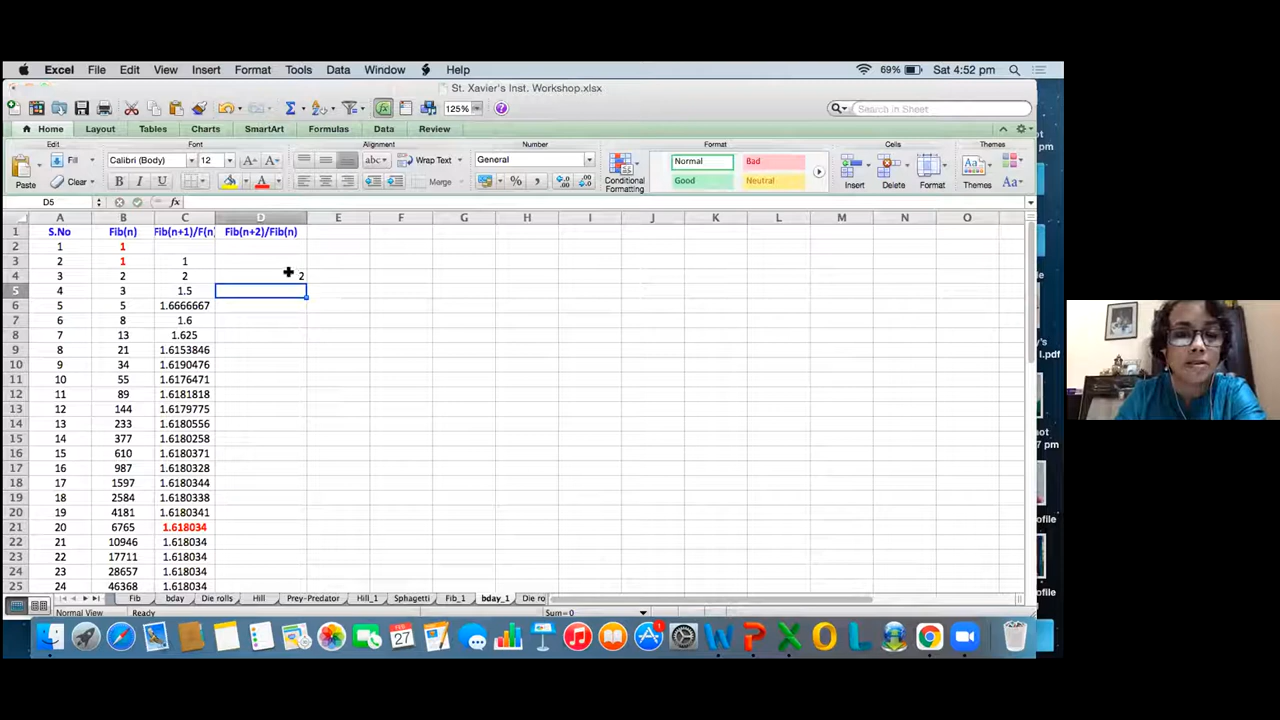 Excel File Edit View Insert Format Tools Data Window Help 69% Sat 4:52 pm
St. Xavier's Inst. Workshop.xlsx
125% Search in Sheet
Home Layout Tables Charts SmartArt Formulas Data Review
Edit Font Alignment Number Format Cells Themes
Fill Calibri (Body) 12 abc Wrap Text General Normal Bad
Paste Clear B I U Merge % Conditional Formatting Good Neutral Insert Delete Format Themes Aa
D5 fx
A B C D E F G H I J K L M N O
1 S.No Fib(n) Fib(n+1)/F(n) Fib(n+2)/Fib(n)
2 1 1
3 2 1 1
4 3 2 2 2
5 4 3 1.5
6 5 5 1.6666667
7 6 8 1.6
8 7 13 1.625
9 8 21 1.6153846
10 9 34 1.6190476
11 10 55 1.6176471
12 11 89 1.6181818
13 12 144 1.6179775
14 13 233 1.6180556
15 14 377 1.6180258
16 15 610 1.6180371
17 16 987 1.6180328
18 17 1597 1.6180344
19 18 2584 1.6180338
20 19 4181 1.6180341
21 20 6765 1.618034
22 21 10946 1.618034
23 22 17711 1.618034
24 23 28657 1.618034
25 24 46368 1.618034
Fib bday Die rolls Hill Prey-Predator Hill_1 Sphagetti Fib_1 bday_1 Die ro
Normal View Ready Sum=0
FEB
27